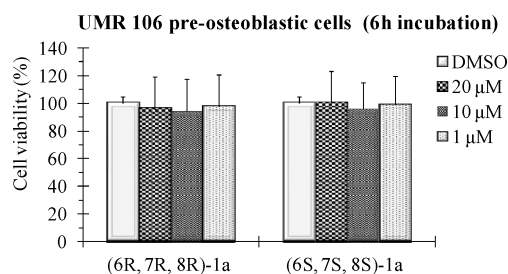 UMR 106 pre-osteoblastic cells (6h incubation)
Cell viability (%)
140
120
100
80
60
40
20
0
(6R, 7R, 8R)-1a
(6S, 7S, 8S)-1a
DMSO
20 µM
10 µM
1 µM